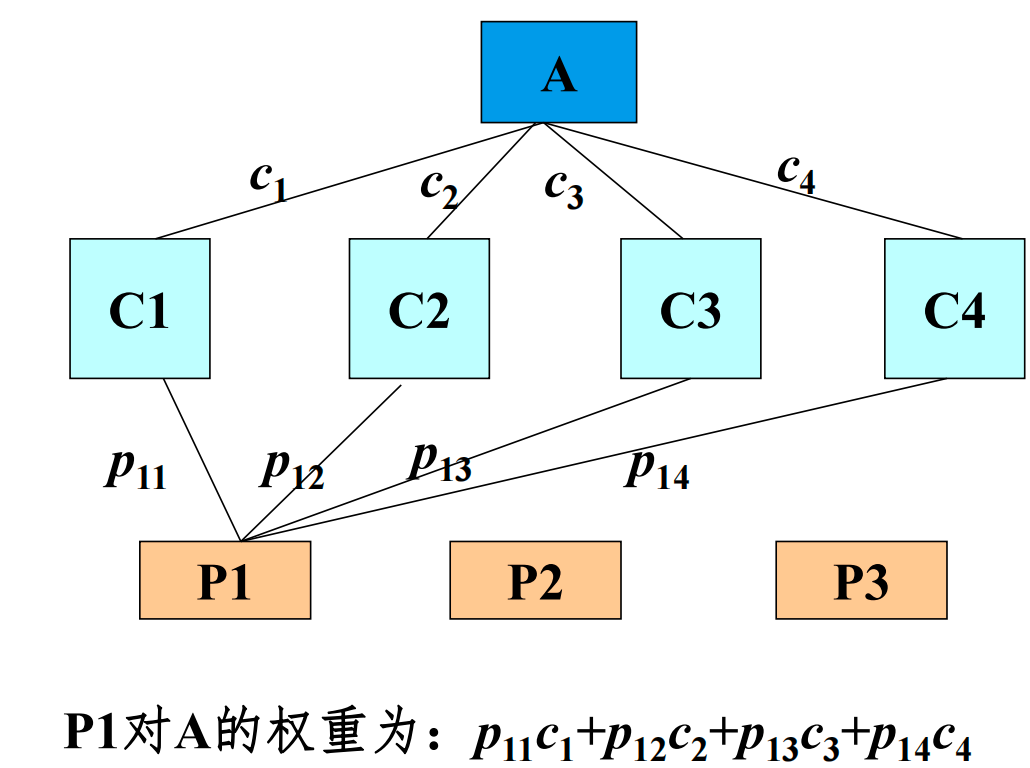 A
c1 c2 c3 c4
C1 C2 C3 C4
p11 p12 p13 p14
P1 P2 P3
P1对A的权重为：p11c1+p12c2+p13c3+p14c4